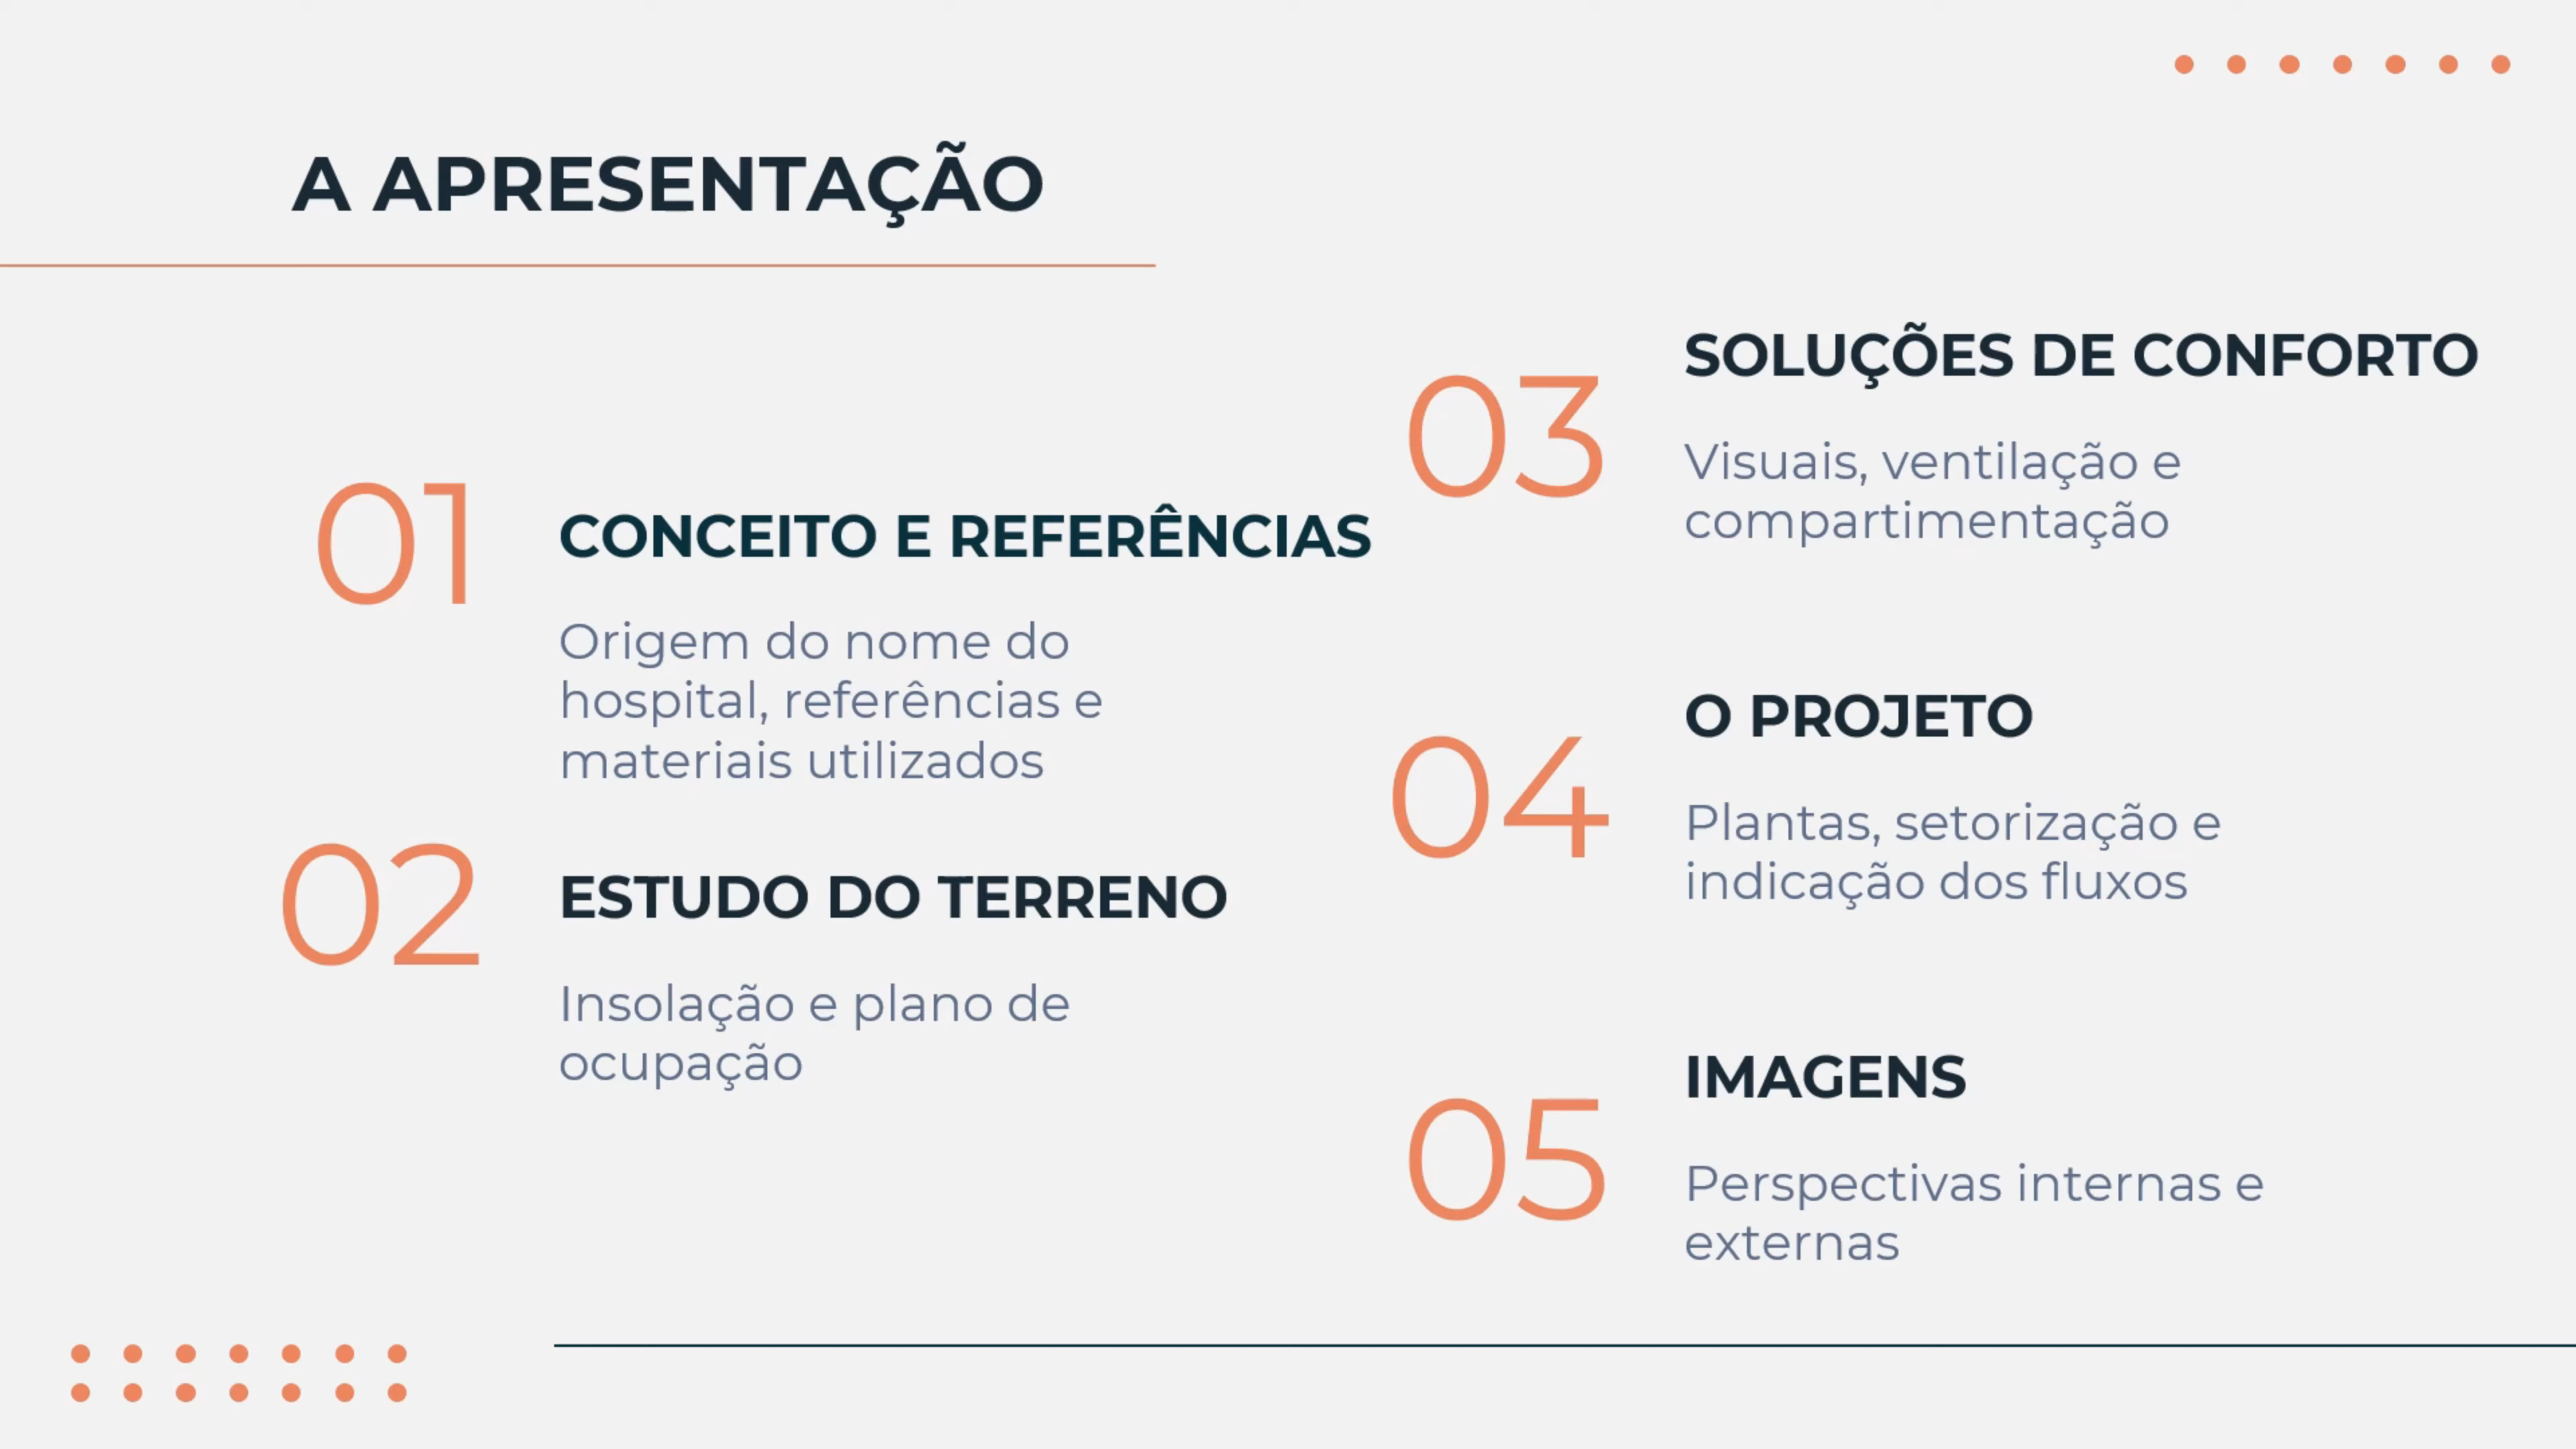 A APRESENTAÇÃO
01
CONCEITO E REFERÊNCIAS
Origem do nome do
hospital, referências e
materiais utilizados
02
ESTUDO DO TERRENO
Insolação e plano de
ocupação
03
SOLUÇÕES DE CONFORTO
Visuais, ventilação e
compartimentação
04
O PROJETO
Plantas, setorização e
indicação dos fluxos
05
IMAGENS
Perspectivas internas e
externas